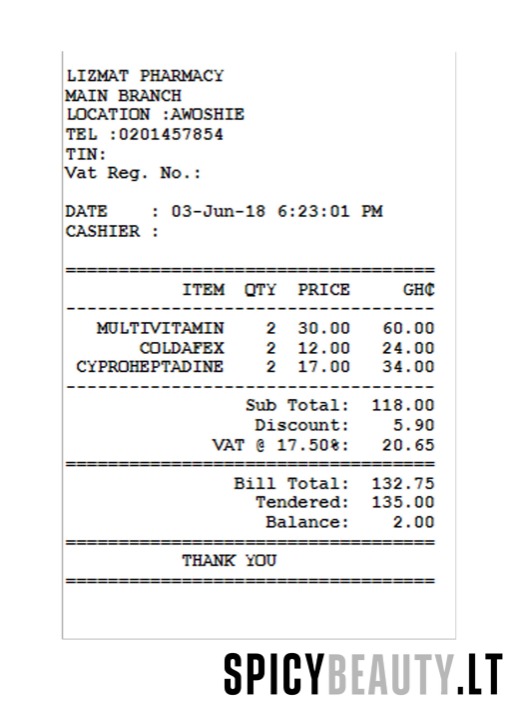 LIZMAT PHARMACY
MAIN BRANCH
LOCATION :AWOSHIE
TEL :0201457854
TIN:
Vat Reg. No.:
DATE : 03-Jun-18 6:23:01 PM
CASHIER :
===================================
ITEM QTY PRICE GH₵
-----------------------------------
MULTIVITAMIN 2 30.00 60.00
COLDAFEX 2 12.00 24.00
CYPROHEPTADINE 2 17.00 34.00
-----------------------------------
Sub Total: 118.00
Discount: 5.90
VAT @ 17.50%: 20.65
===================================
Bill Total: 132.75
Tendered: 135.00
Balance: 2.00
===================================
THANK YOU
===================================
SPICYBEAUTY.LT